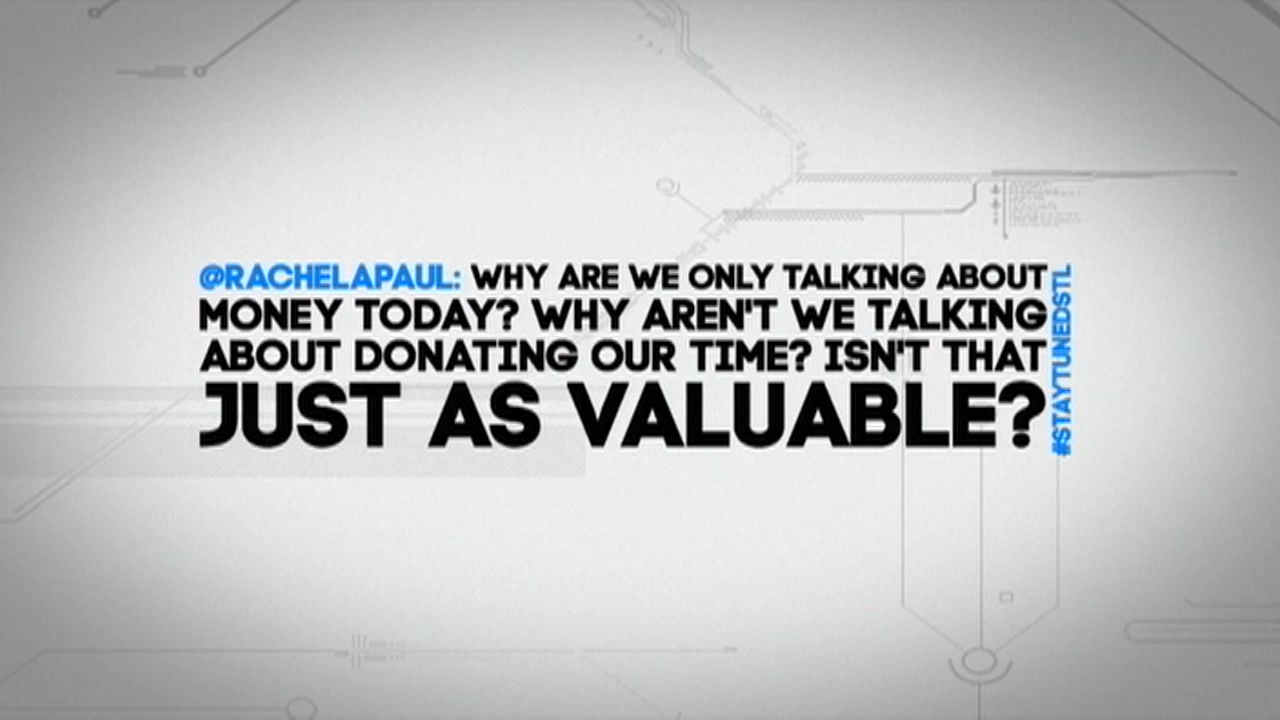 @RACHELAPAUL: WHY ARE WE ONLY TALKING ABOUT
MONEY TODAY? WHY AREN'T WE TALKING
ABOUT DONATING OUR TIME? ISN'T THAT
JUST AS VALUABLE?
#STAYTUNEDSTL